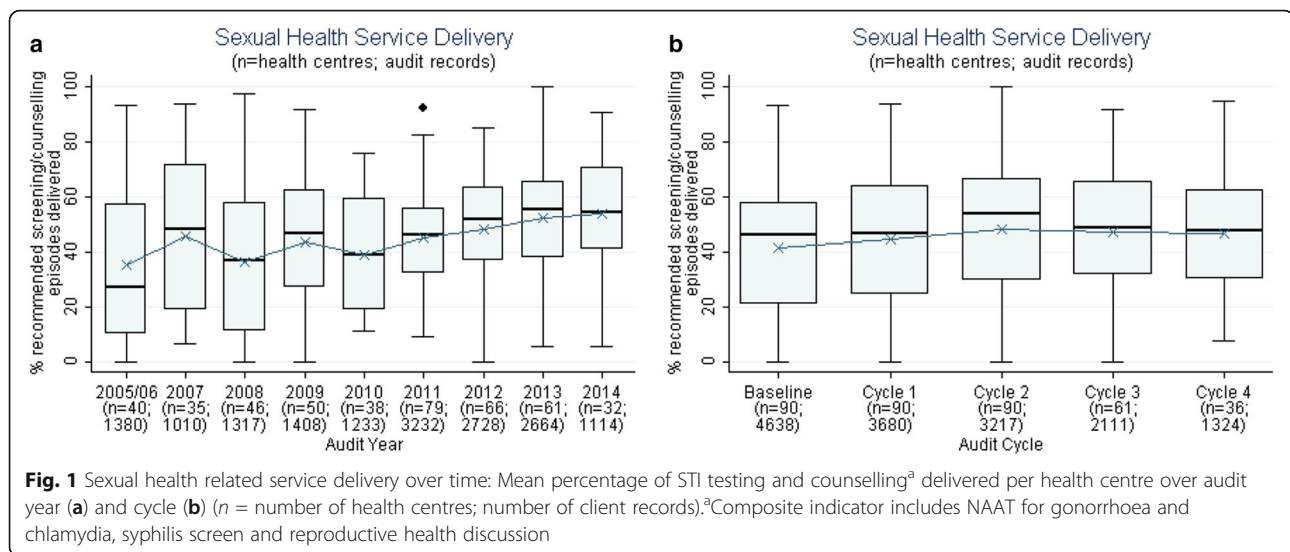 a
Sexual Health Service Delivery
(n=health centres; audit records)
% recommended screening/counselling
episodes delivered
100
80
60
40
20
0
2005/06 2007 2008 2009 2010 2011 2012 2013 2014
(n=40; (n=35; (n=46; (n=50; (n=38; (n=79; (n=66; (n=61; (n=32;
1380) 1010) 1317) 1408) 1233) 3232) 2728) 2664) 1114)
Audit Year
b
Sexual Health Service Delivery
(n=health centres; audit records)
% recommended screening/counselling
episodes delivered
100
80
60
40
20
0
Baseline Cycle 1 Cycle 2 Cycle 3 Cycle 4
(n=90; (n=90; (n=90; (n=61; (n=36;
4638) 3680) 3217) 2111) 1324)
Audit Cycle
Fig. 1 Sexual health related service delivery over time: Mean percentage of STI testing and counsellingª delivered per health centre over audit
year (a) and cycle (b) (n = number of health centres; number of client records).ªComposite indicator includes NAAT for gonorrhoea and
chlamydia, syphilis screen and reproductive health discussion